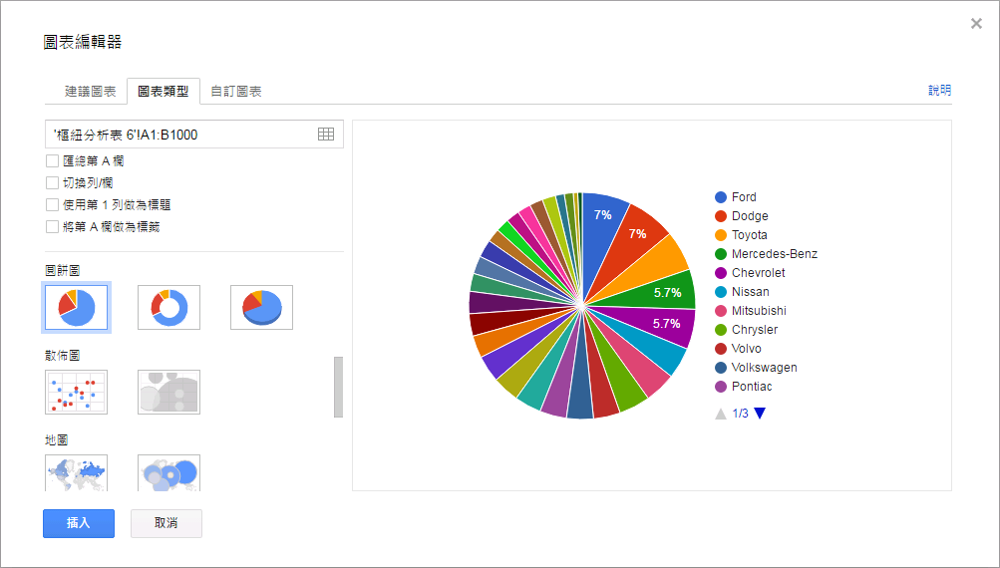 圖表編輯器
建議圖表
圖表類型
自訂圖表
說明
'樞紐分析表 6'!A1:B1000
匯總第 A 欄
切換列/欄
使用第 1 列做為標題
將第 A 欄做為標籤
圓餅圖
散佈圖
地圖
插入
取消
7%
7%
5.7%
5.7%
Ford
Dodge
Toyota
Mercedes-Benz
Chevrolet
Nissan
Mitsubishi
Chrysler
Volvo
Volkswagen
Pontiac
1/3